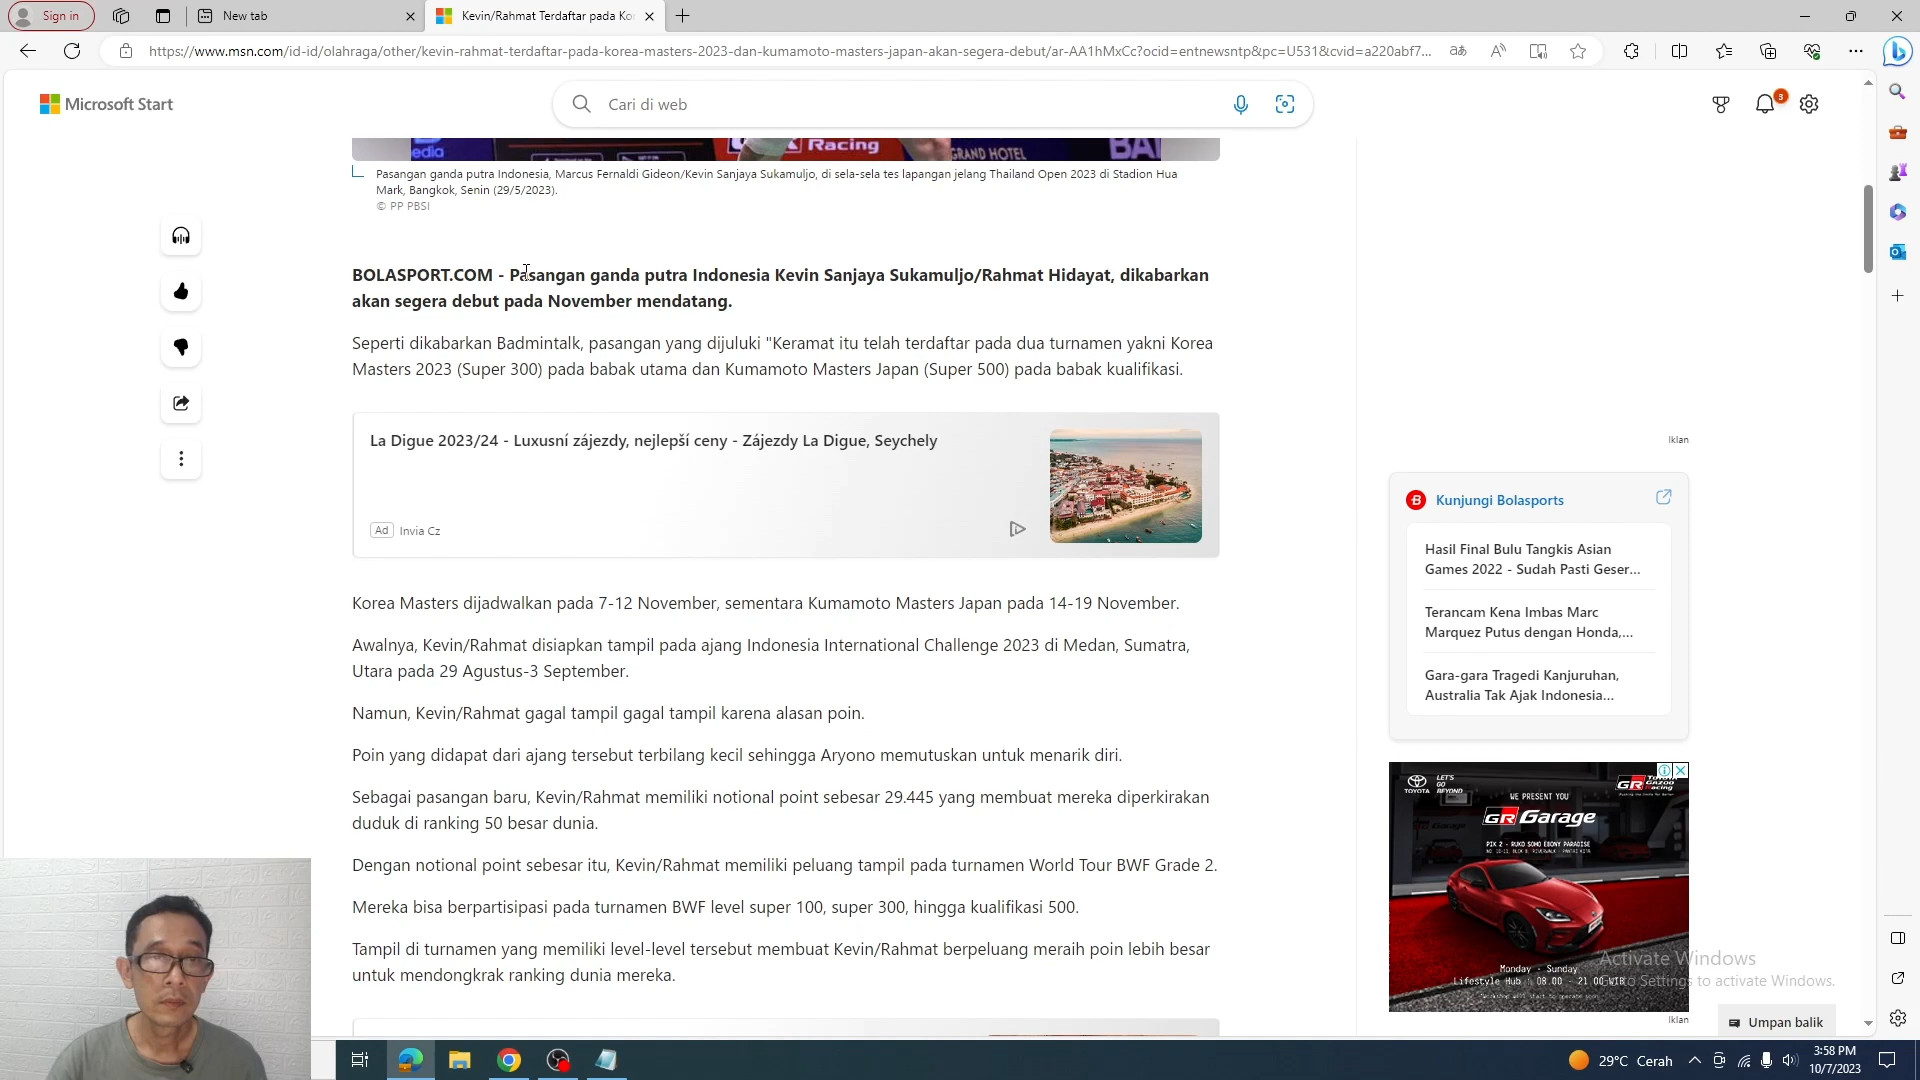 Sign in
New tab
Kevin/Rahmat Terdaftar pada Ko
https://www.msn.com/id-id/olahraga/other/kevin-rahmat-terdaftar-pada-korea-masters-2023-dan-kumamoto-masters-japan-akan-segera-debut/ar-AA1hMxCc?ocid=entnewsntp&pc=U531&cvid=a220abf7...
Microsoft Start
Cari di web
3
edia
Racing
GRAND HOTEL
BA
Pasangan ganda putra Indonesia, Marcus Fernaldi Gideon/Kevin Sanjaya Sukamuljo, di sela-sela tes lapangan jelang Thailand Open 2023 di Stadion Hua
Mark, Bangkok, Senin (29/5/2023).
© PP PBSI
BOLASPORT.COM - Pasangan ganda putra Indonesia Kevin Sanjaya Sukamuljo/Rahmat Hidayat, dikabarkan
akan segera debut pada November mendatang.
Seperti dikabarkan Badmintalk, pasangan yang dijuluki "Keramat itu telah terdaftar pada dua turnamen yakni Korea
Masters 2023 (Super 300) pada babak utama dan Kumamoto Masters Japan (Super 500) pada babak kualifikasi.
La Digue 2023/24 - Luxusní zájezdy, nejlepší ceny - Zájezdy La Digue, Seychely
Ad Invia Cz
Korea Masters dijadwalkan pada 7-12 November, sementara Kumamoto Masters Japan pada 14-19 November.
Awalnya, Kevin/Rahmat disiapkan tampil pada ajang Indonesia International Challenge 2023 di Medan, Sumatra,
Utara pada 29 Agustus-3 September.
Namun, Kevin/Rahmat gagal tampil gagal tampil karena alasan poin.
Poin yang didapat dari ajang tersebut terbilang kecil sehingga Aryono memutuskan untuk menarik diri.
Sebagai pasangan baru, Kevin/Rahmat memiliki notional point sebesar 29.445 yang membuat mereka diperkirakan
duduk di ranking 50 besar dunia.
Dengan notional point sebesar itu, Kevin/Rahmat memiliki peluang tampil pada turnamen World Tour BWF Grade 2.
Mereka bisa berpartisipasi pada turnamen BWF level super 100, super 300, hingga kualifikasi 500.
Tampil di turnamen yang memiliki level-level tersebut membuat Kevin/Rahmat berpeluang meraih poin lebih besar
untuk mendongkrak ranking dunia mereka.
Iklan
Kunjungi Bolasports
Hasil Final Bulu Tangkis Asian
Games 2022 - Sudah Pasti Geser...
Terancam Kena Imbas Marc
Marquez Putus dengan Honda,...
Gara-gara Tragedi Kanjuruhan,
Australia Tak Ajak Indonesia...
TOYOTA
LET'S
GO
BEYOND
GR
Racing
WE PRESENT YOU
GR Garage
Monday - Sunday
Lifestyle Hub 08.00 - 21.00 WIB
Activate Windows
Go to Settings to activate Windows.
Iklan
Umpan balik
29°C Cerah
3:58 PM
10/7/2023